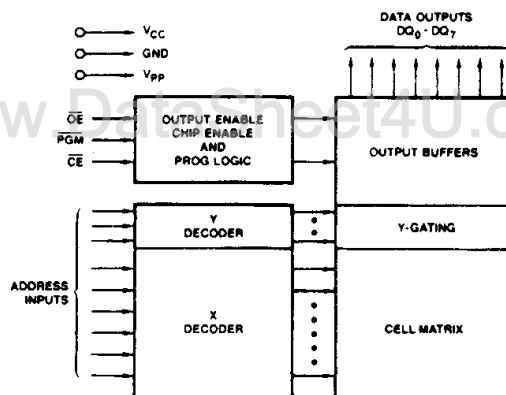 DATA OUTPUTS
DQ0 - DQ7
VCC
GND
VPP
www.DataSheet4U.c
OE
PGM
CE
OUTPUT ENABLE
CHIP ENABLE
AND
PROG LOGIC
OUTPUT BUFFERS
Y
DECODER
Y-GATING
ADDRESS
INPUTS
X
DECODER
CELL MATRIX